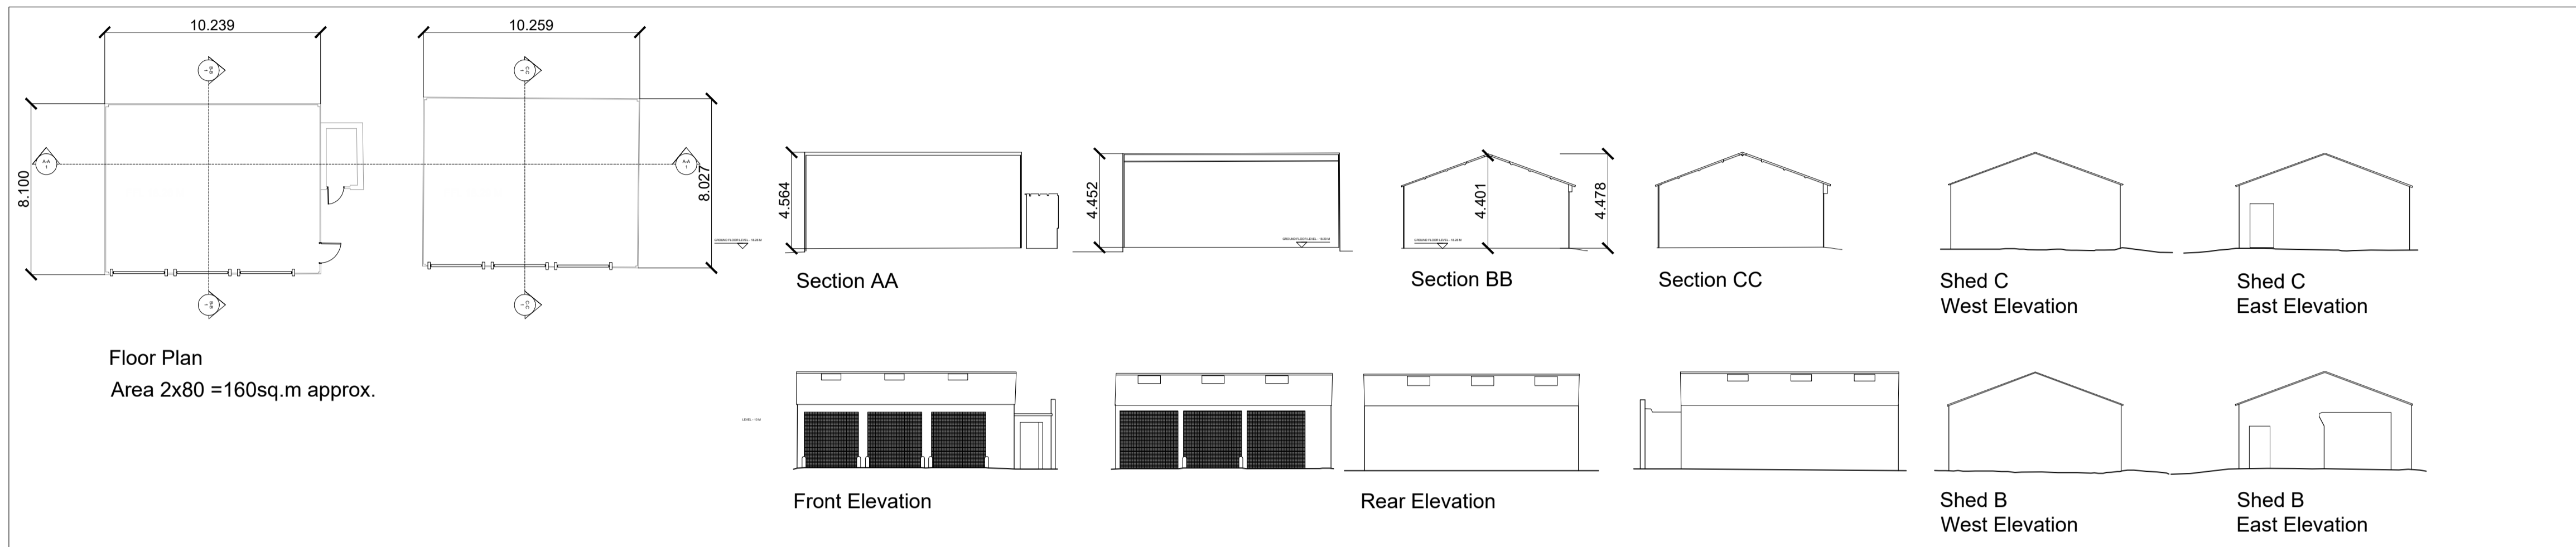 10.239
10.259
8.100
8.027
A-A
1
A-A
1
4.564
4.452
4.401
4.478
Section AA
Section BB
Section CC
Shed C
West Elevation
Shed C
East Elevation
Floor Plan
Area 2x80 =160sq.m approx.
Front Elevation
Rear Elevation
Shed B
West Elevation
Shed B
East Elevation